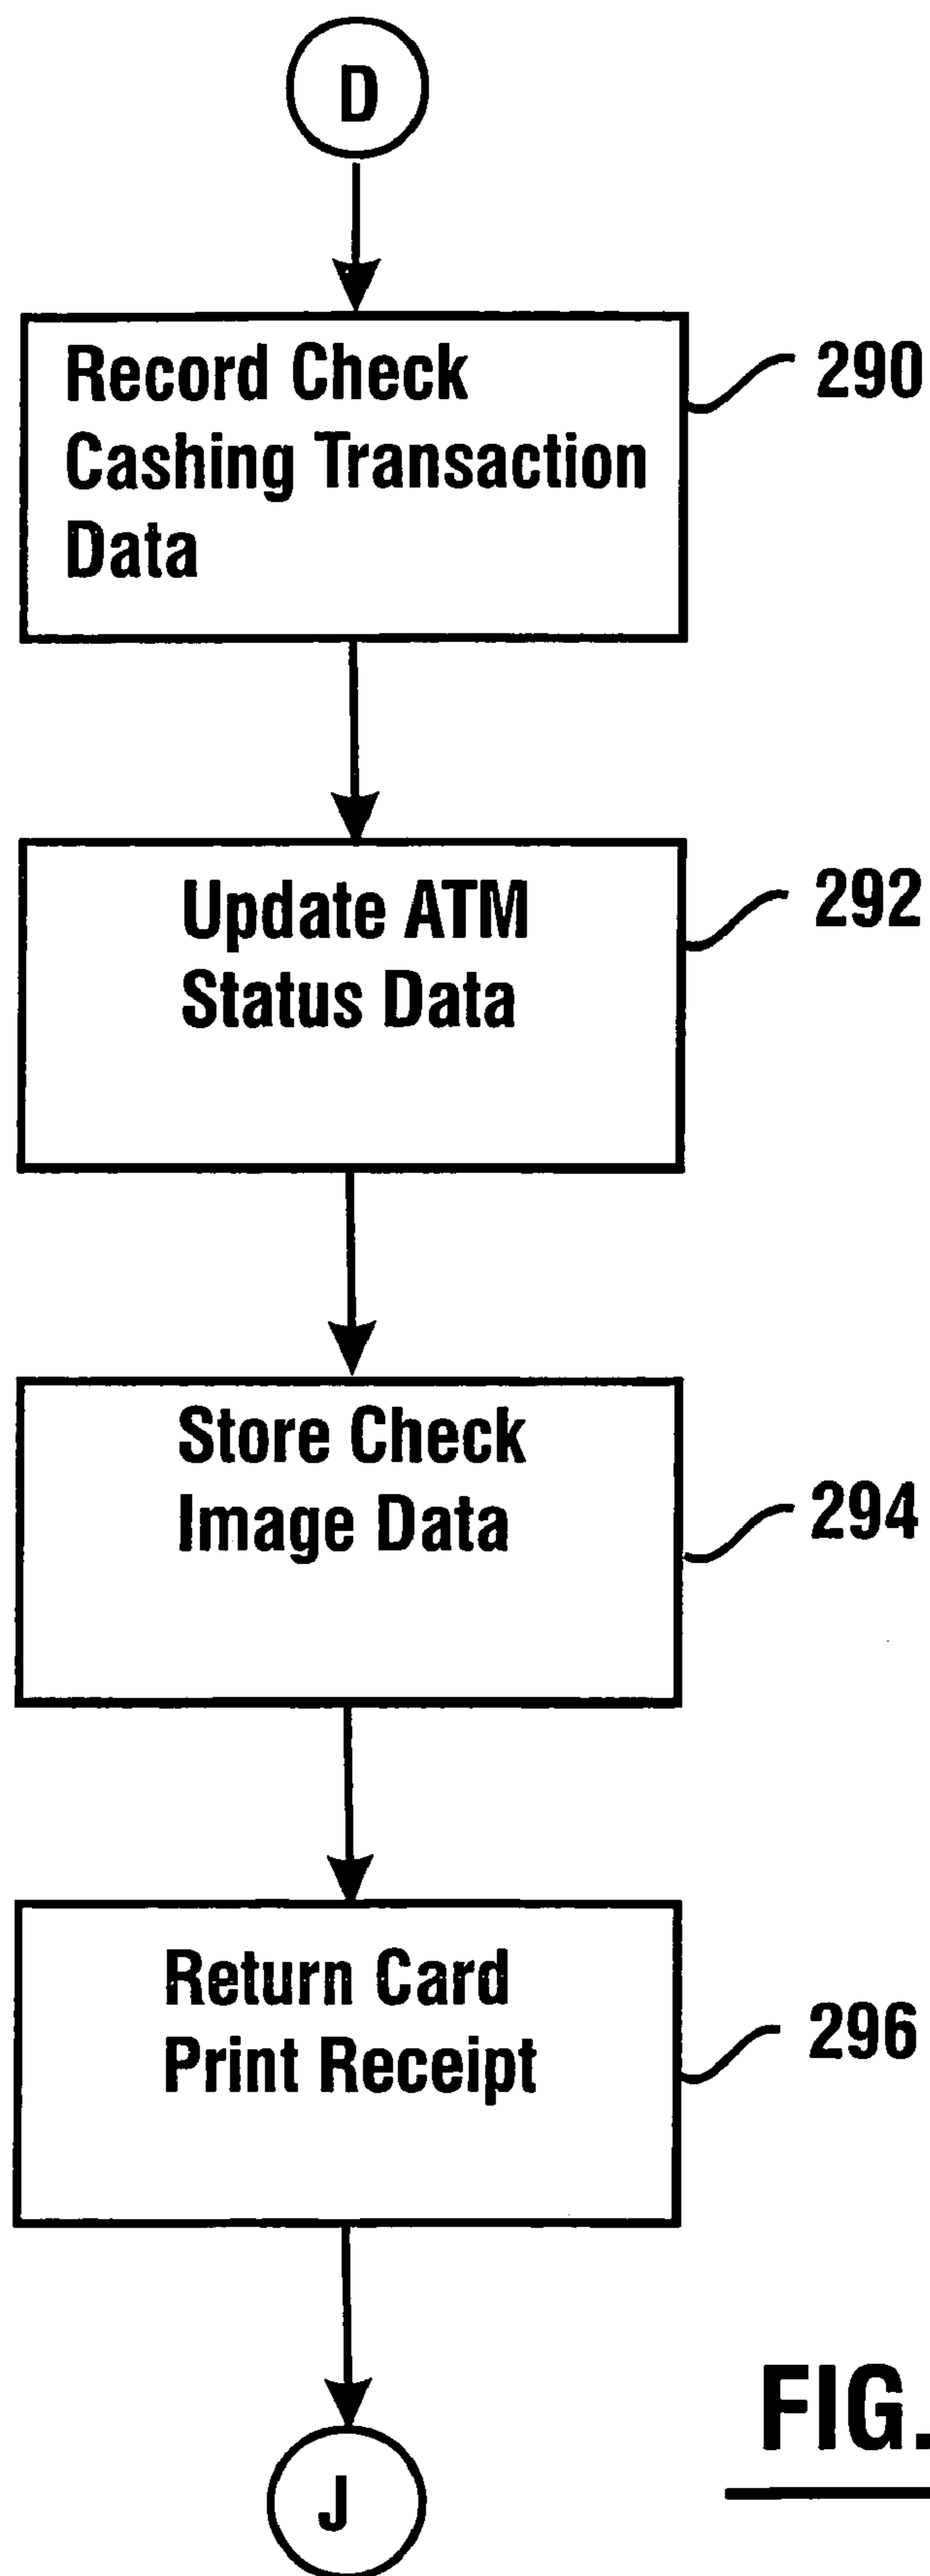 D
Record Check
Cashing Transaction
Data
290
Update ATM
Status Data
292
Store Check
Image Data
294
Return Card
Print Receipt
296
FIG.
J